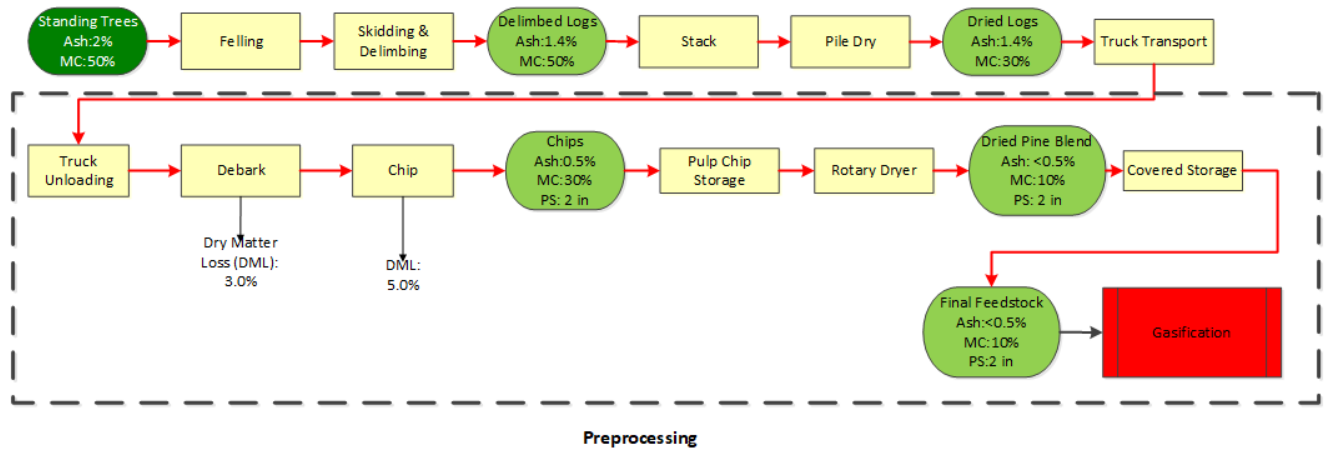 Standing Trees
Ash:2%
MC:50%
Felling
Skidding &
Delimbing
Delimbed Logs
Ash:1.4%
MC:50%
Stack
Pile Dry
Dried Logs
Ash:1.4%
MC:30%
Truck Transport
Truck
Unloading
Debark
Chip
Chips
Ash:0.5%
MC:30%
PS: 2 in
Pulp Chip
Storage
Rotary Dryer
Dried Pine Blend
Ash: <0.5%
MC:10%
PS: 2 in
Covered Storage
Dry Matter
Loss (DML):
3.0%
DML:
5.0%
Final Feedstock
Ash:<0.5%
MC:10%
PS:2 in
Gasification
Preprocessing